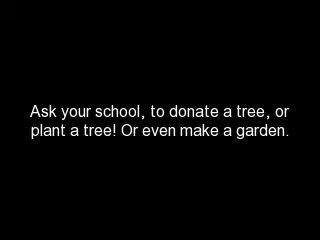 Ask your school, to donate a tree, or
plant a tree! Or even make a garden.